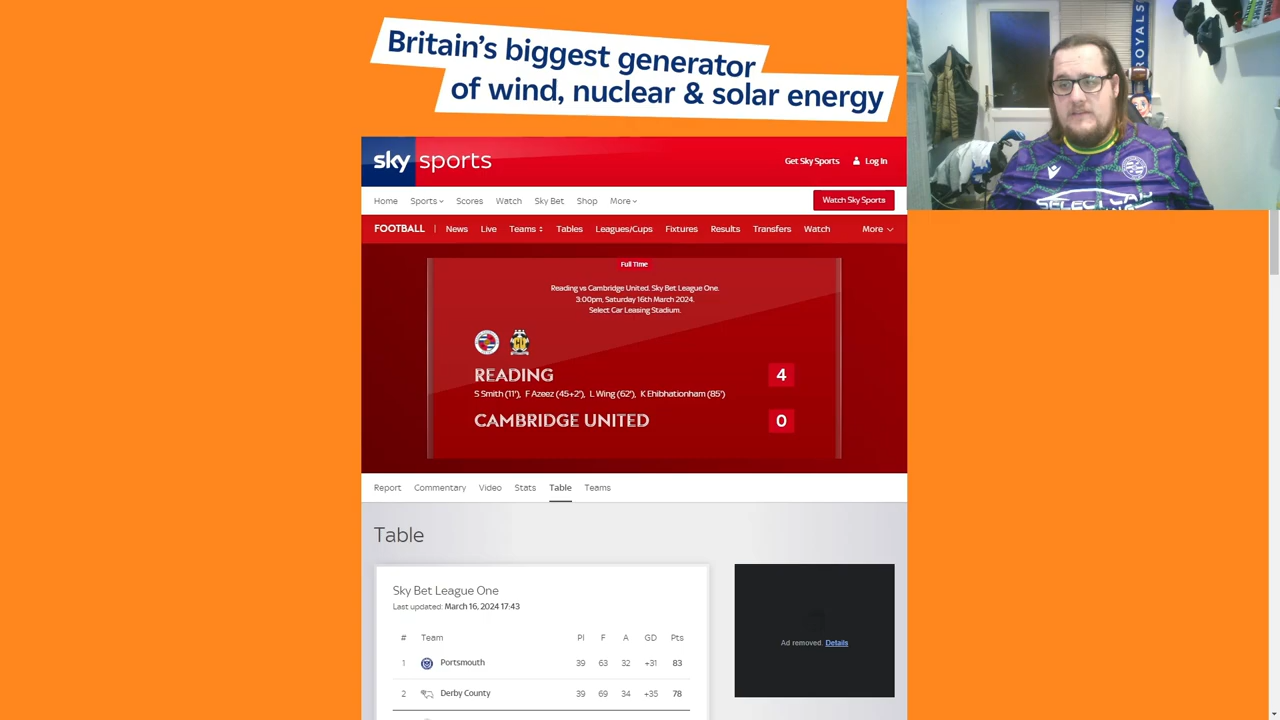 Britain's biggest generator
of wind, nuclear & solar energy
ROYALS
sky sports
Get Sky Sports Log In
Home Sports Scores Watch Sky Bet Shop More
Watch Sky Sports
FOOTBALL News Live Teams Tables Leagues/Cups Fixtures Results Transfers Watch More
Full Time
Reading vs Cambridge United. Sky Bet League One.
3:00pm, Saturday 16th March 2024.
Select Car Leasing Stadium.
READING 4
S Smith (11'), F Azeez (45+2'), L Wing (62'), K Ehibhationham (85')
CAMBRIDGE UNITED 0
Report Commentary Video Stats Table Teams
Table
Sky Bet League One
Last updated: March 16, 2024 17:43
# Team Pl F A GD Pts
1 Portsmouth 39 63 32 +31 83
2 Derby County 39 69 34 +35 78
Ad removed. Details
SELECT CAR